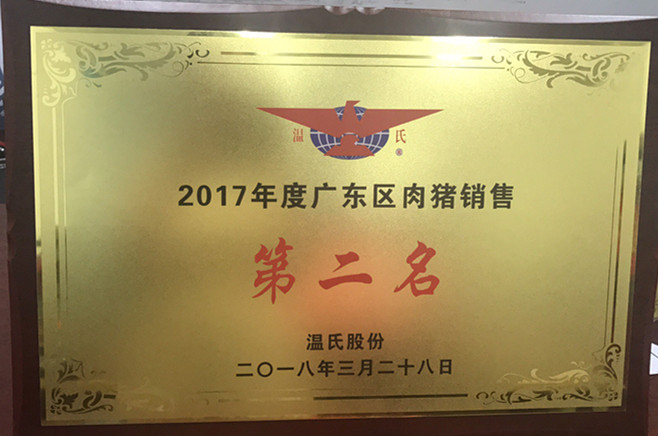 温 氏
®
2017年度广东区肉猪销售
第二名
温氏股份
二〇一八年三月二十八日